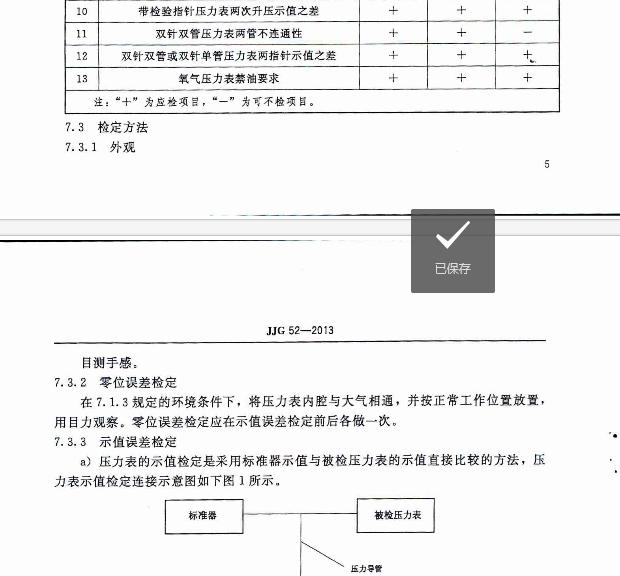 10 带检验指针压力表两次升压示值之差 + + +
11 双针双管压力表两管不连通性 + + −
12 双针双管或双针单管压力表两指针示值之差 + + +
13 氧气压力表禁油要求 + + +
注：“+”为应检项目，“−”为可不检项目。
7.3 检定方法
7.3.1 外观
5
已保存
JJG 52—2013
目测手感。
7.3.2 零位误差检定
在 7.1.3 规定的环境条件下，将压力表内腔与大气相通，并按正常工作位置放置，
用目力观察。零位误差检定应在示值误差检定前后各做一次。
7.3.3 示值误差检定
a）压力表的示值检定是采用标准器示值与被检压力表的示值直接比较的方法，压
力表示值检定连接示意图如下图 1 所示。
标准器 被检压力表
压力导管